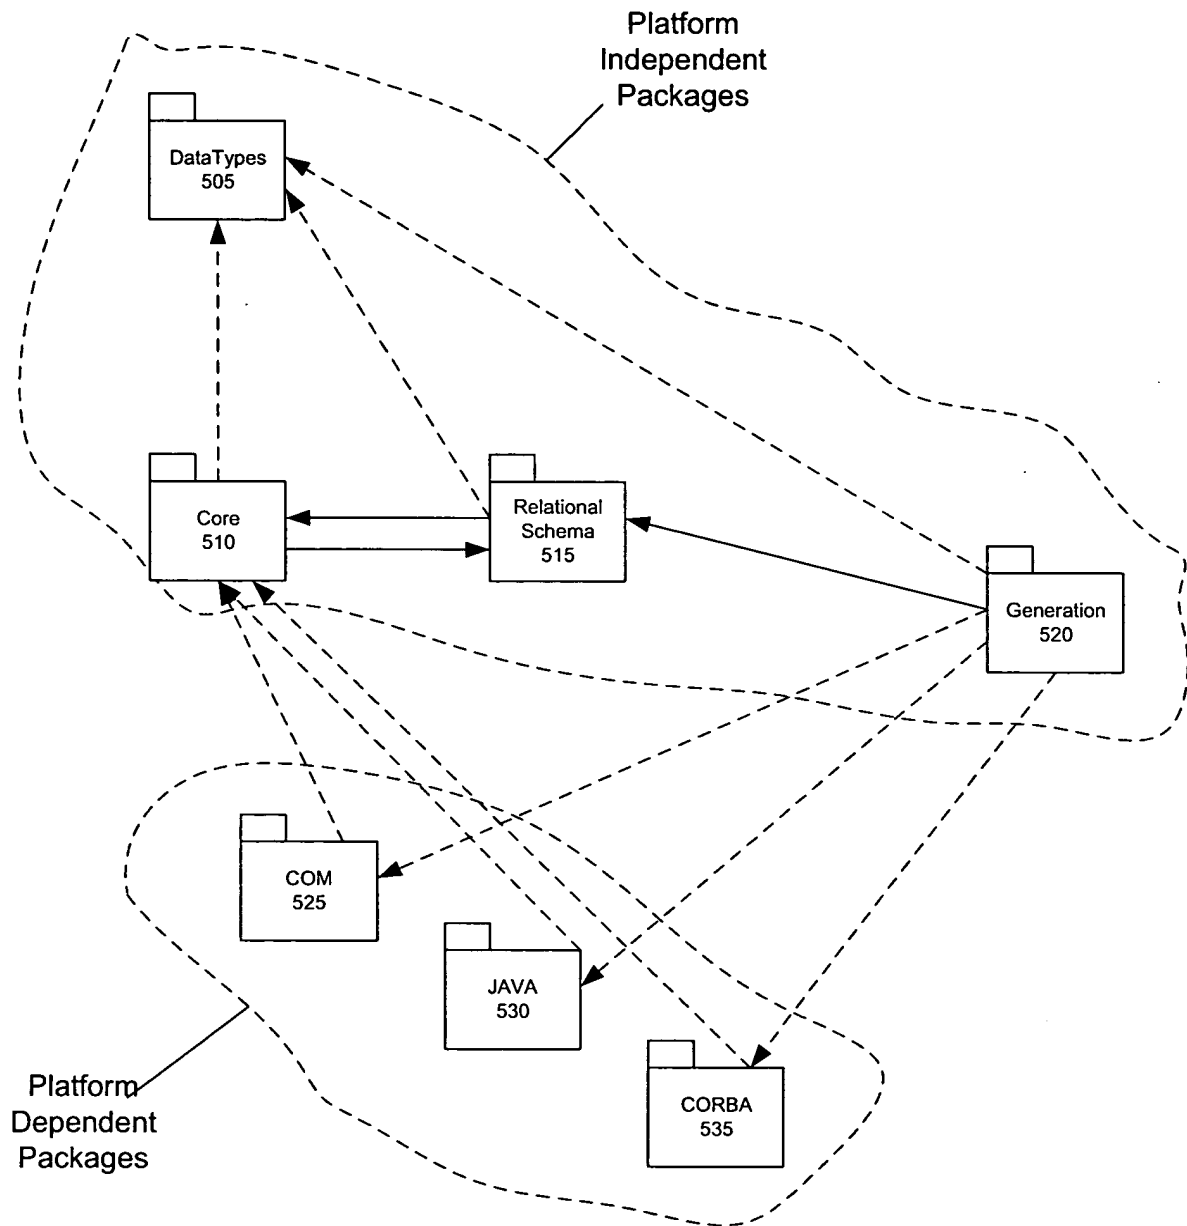 Platform
Independent
Packages
DataTypes
505
Core
510
Relational
Schema
515
Generation
520
COM
525
JAVA
530
CORBA
535
Platform
Dependent
Packages